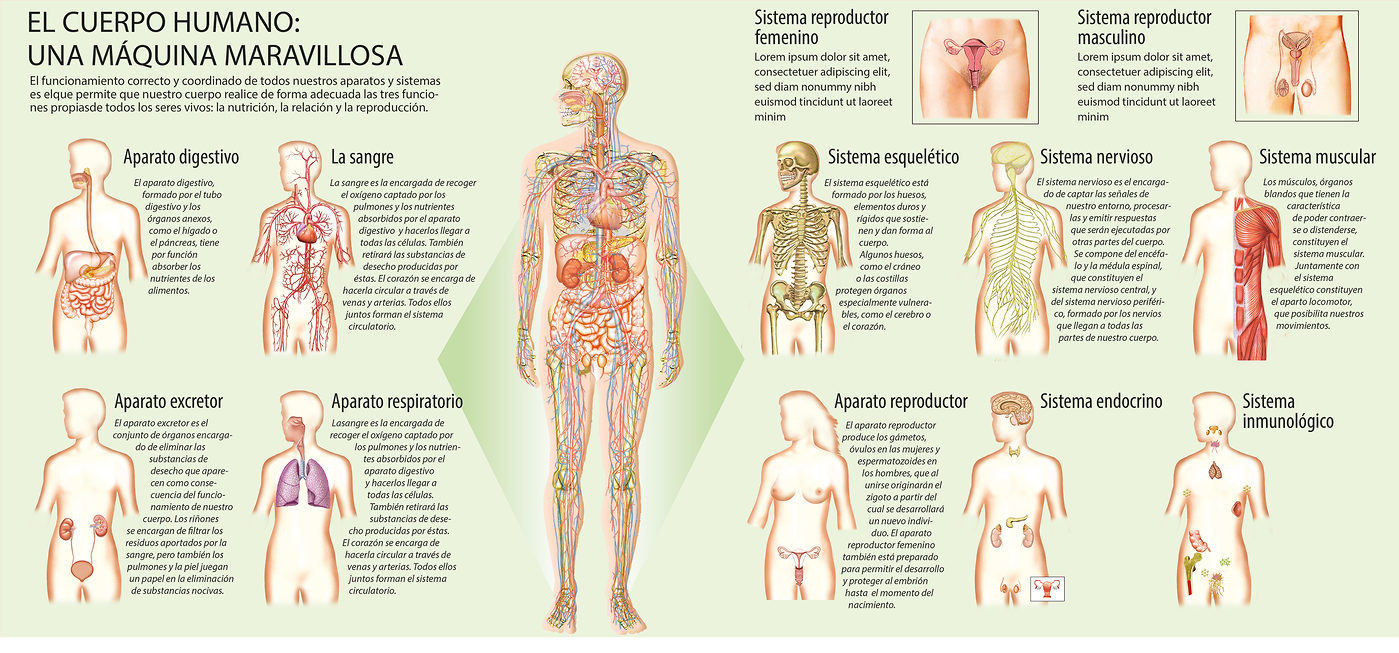 EL CUERPO HUMANO:
UNA MÁQUINA MARAVILLOSA
El funcionamiento correcto y coordinado de todos nuestros aparatos y sistemas
es elque permite que nuestro cuerpo realice de forma adecuada las tres funcio-
nes propiasde todos los seres vivos: la nutrición, la relación y la reproducción.
Sistema reproductor
femenino
Lorem ipsum dolor sit amet,
consectetuer adipiscing elit,
sed diam nonummy nibh
euismod tincidunt ut laoreet
minim
Sistema reproductor
masculino
Lorem ipsum dolor sit amet,
consectetuer adipiscing elit,
sed diam nonummy nibh
euismod tincidunt ut laoreet
minim
Aparato digestivo
El aparato digestivo,
formado por el tubo
digestivo y los
órganos anexos,
como el hígado o
el páncreas, tiene
por función
absorber los
nutrientes de los
alimentos.
La sangre
La sangre es la encargada de recoger
el oxígeno captado por los
pulmones y los nutrientes
absorbidos por el aparato
digestivo y hacerlos llegar a
todas las células. También
retirará las substancias de
desecho producidas por
éstas. El corazón se encarga de
hacerla circular a través de
venas y arterias. Todos ellos
juntos forman el sistema
circulatorio.
Sistema esquelético
El sistema esquelético está
formado por los huesos,
elementos duros y
rígidos que sostie-
nen y dan forma al
cuerpo.
Algunos huesos,
como el cráneo
o las costillas
protegen órganos
especialmente vulnera-
bles, como el cerebro o
el corazón.
Sistema nervioso
El sistema nervioso es el encarga-
do de captar las señales de
nuestro entorno, procesar-
las y emitir respuestas
que serán ejecutadas por
otras partes del cuerpo.
Se compone del encéfa-
lo y la médula espinal,
que constituyen el
sistema nervioso central, y
del sistema nervioso periféri-
co, formado por los nervios
que llegan a todas las
partes de nuestro cuerpo.
Sistema muscular
Los músculos, órganos
blandos que tienen la
característica
de poder contraer-
se o distenderse,
constituyen el
sistema muscular.
Juntamente con
el sistema
esquelético constituyen
el aparto locomotor,
que posibilita nuestros
movimientos.
Aparato excretor
El aparato excretor es el
conjunto de órganos encarga-
do de eliminar las
substancias de
desecho que apare-
cen como conse-
cuencia del funcio-
namiento de nuestro
cuerpo. Los riñones
se encargan de filtrar los
residuos aportados por la
sangre, pero también los
pulmones y la piel juegan
un papel en la eliminación
de substancias nocivas.
Aparato respiratorio
Lasangre es la encargada de
recoger el oxígeno captado por
los pulmones y los nutrien-
tes absorbidos por el
aparato digestivo
y hacerlos llegar a
todas las células.
También retirará las
substancias de dese-
cho producidas por éstas.
El corazón se encarga de
hacerla circular a través de
venas y arterias. Todos ellos
juntos forman el sistema
circulatorio.
Aparato reproductor
El aparato reproductor
produce los gámetos,
óvulos en las mujeres y
espermatozoides en
los hombres, que al
unirse originarán el
zigoto a partir del
cual se desarrollará
un nuevo indivi-
duo. El aparato
reproductor femenino
también está preparado
para permitir el desarrollo
y proteger al embrión
hasta el momento del
nacimiento.
Sistema endocrino
Sistema
inmunológico